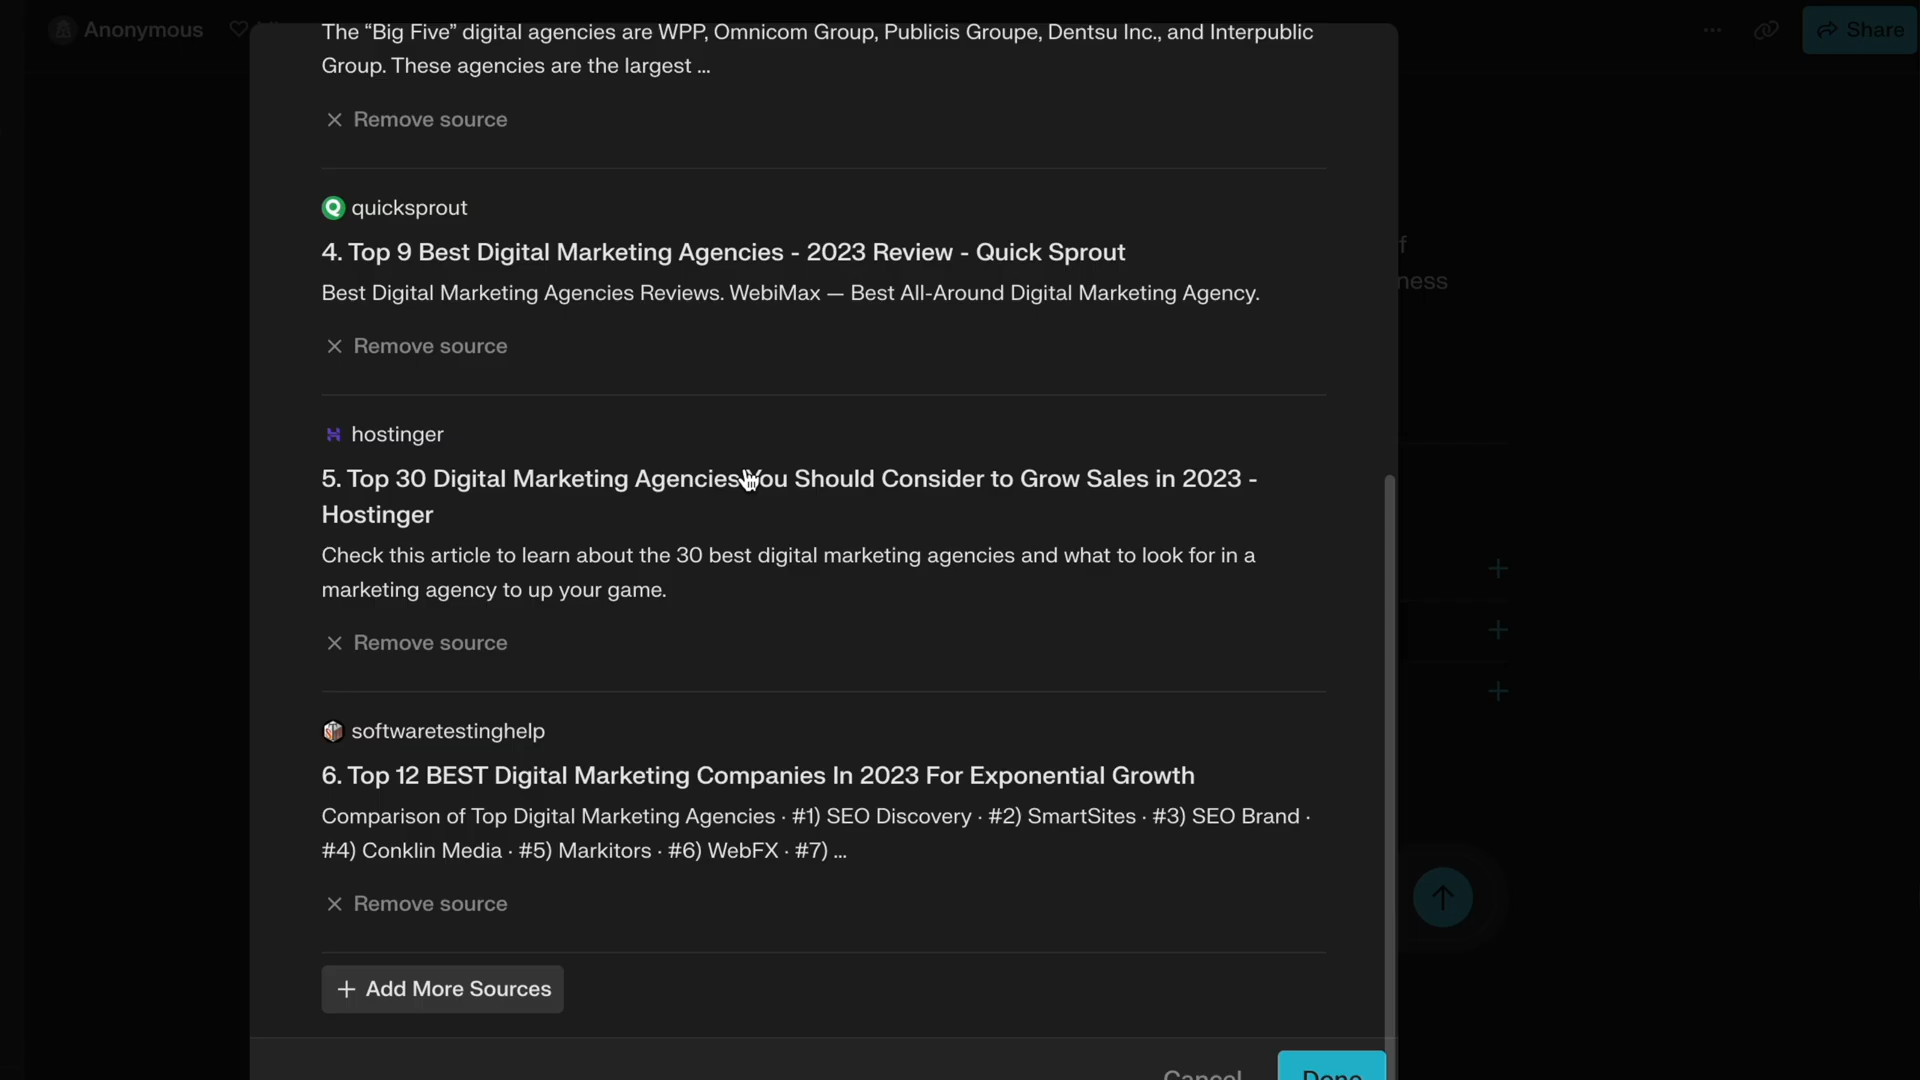 Anonymous
Share
The “Big Five” digital agencies are WPP, Omnicom Group, Publicis Groupe, Dentsu Inc., and Interpublic
Group. These agencies are the largest ...
Remove source
quicksprout
4. Top 9 Best Digital Marketing Agencies - 2023 Review - Quick Sprout
Best Digital Marketing Agencies Reviews. WebiMax — Best All-Around Digital Marketing Agency.
Remove source
hostinger
5. Top 30 Digital Marketing Agencies You Should Consider to Grow Sales in 2023 -
Hostinger
Check this article to learn about the 30 best digital marketing agencies and what to look for in a
marketing agency to up your game.
Remove source
softwaretestinghelp
6. Top 12 BEST Digital Marketing Companies In 2023 For Exponential Growth
Comparison of Top Digital Marketing Agencies · #1) SEO Discovery · #2) SmartSites · #3) SEO Brand ·
#4) Conklin Media · #5) Markitors · #6) WebFX · #7) ...
Remove source
Add More Sources
Cancel
Done